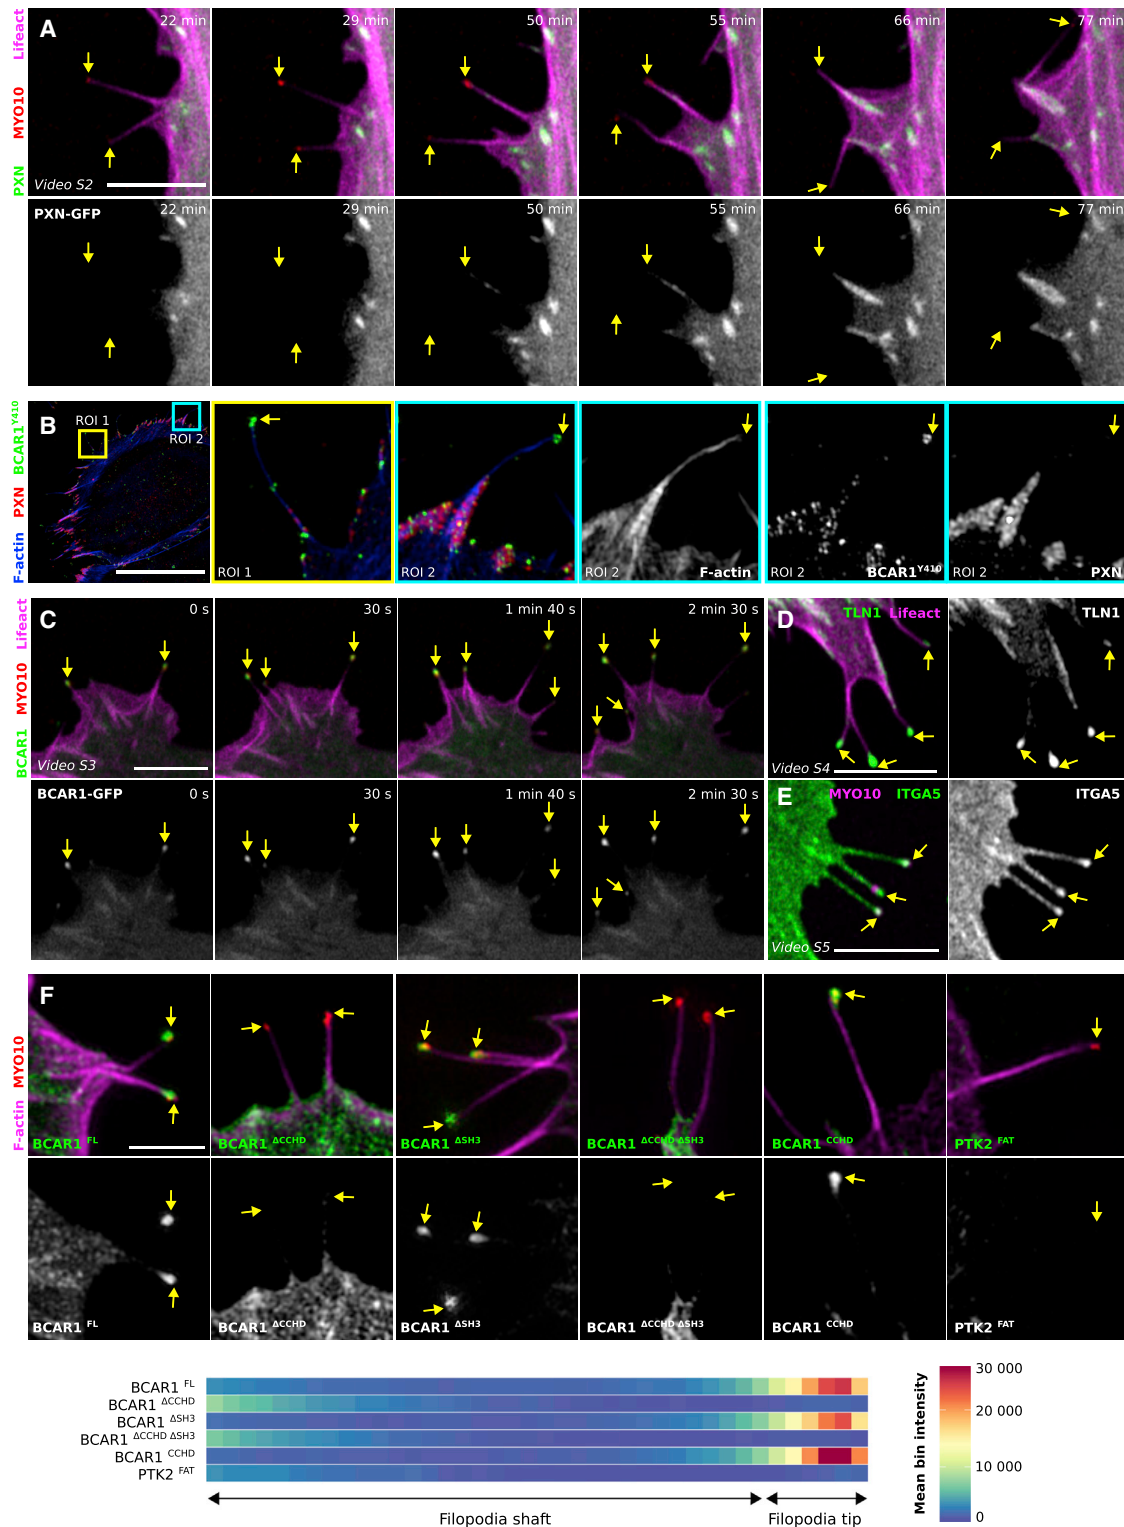 A
Lifeact
MYO10
PXN
22 min
29 min
50 min
55 min
66 min
77 min
Video S2
PXN-GFP
22 min
29 min
50 min
55 min
66 min
77 min
B
BCAR1^Y410
PXN
F-actin
ROI 1
ROI 2
ROI 1
ROI 2
ROI 2 F-actin
ROI 2 BCAR1^Y410
ROI 2 PXN
C
Lifeact
MYO10
BCAR1
0 s
30 s
1 min 40 s
2 min 30 s
Video S3
BCAR1-GFP
0 s
30 s
1 min 40 s
2 min 30 s
D
TLN1 Lifeact
TLN1
Video S4
E
MYO10 ITGA5
ITGA5
Video S5
F
MYO10
F-actin
BCAR1 FL
BCAR1 ΔCCHD
BCAR1 ΔSH3
BCAR1 ΔCCHD ΔSH3
BCAR1 CCHD
PTK2 FAT
BCAR1 FL
BCAR1 ΔCCHD
BCAR1 ΔSH3
BCAR1 ΔCCHD ΔSH3
BCAR1 CCHD
PTK2 FAT
BCAR1 FL
BCAR1 ΔCCHD
BCAR1 ΔSH3
BCAR1 ΔCCHD ΔSH3
BCAR1 CCHD
PTK2 FAT
Filopodia shaft
Filopodia tip
Mean bin intensity
30 000
20 000
10 000
0